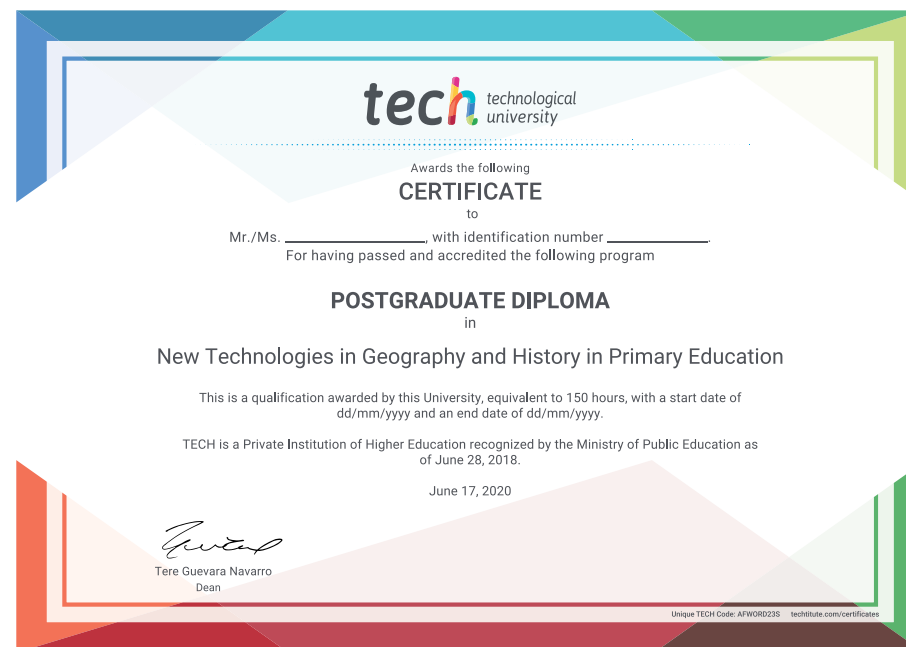 tech technological
university
Awards the following
CERTIFICATE
to
Mr./Ms. ____________________, with identification number ______________.
For having passed and accredited the following program
POSTGRADUATE DIPLOMA
in
New Technologies in Geography and History in Primary Education
This is a qualification awarded by this University, equivalent to 150 hours, with a start date of
dd/mm/yyyy and an end date of dd/mm/yyyy.
TECH is a Private Institution of Higher Education recognized by the Ministry of Public Education as
of June 28, 2018.
June 17, 2020
Tere Guevara Navarro
Dean
Unique TECH Code: AFWORD23S techtitute.com/certificates